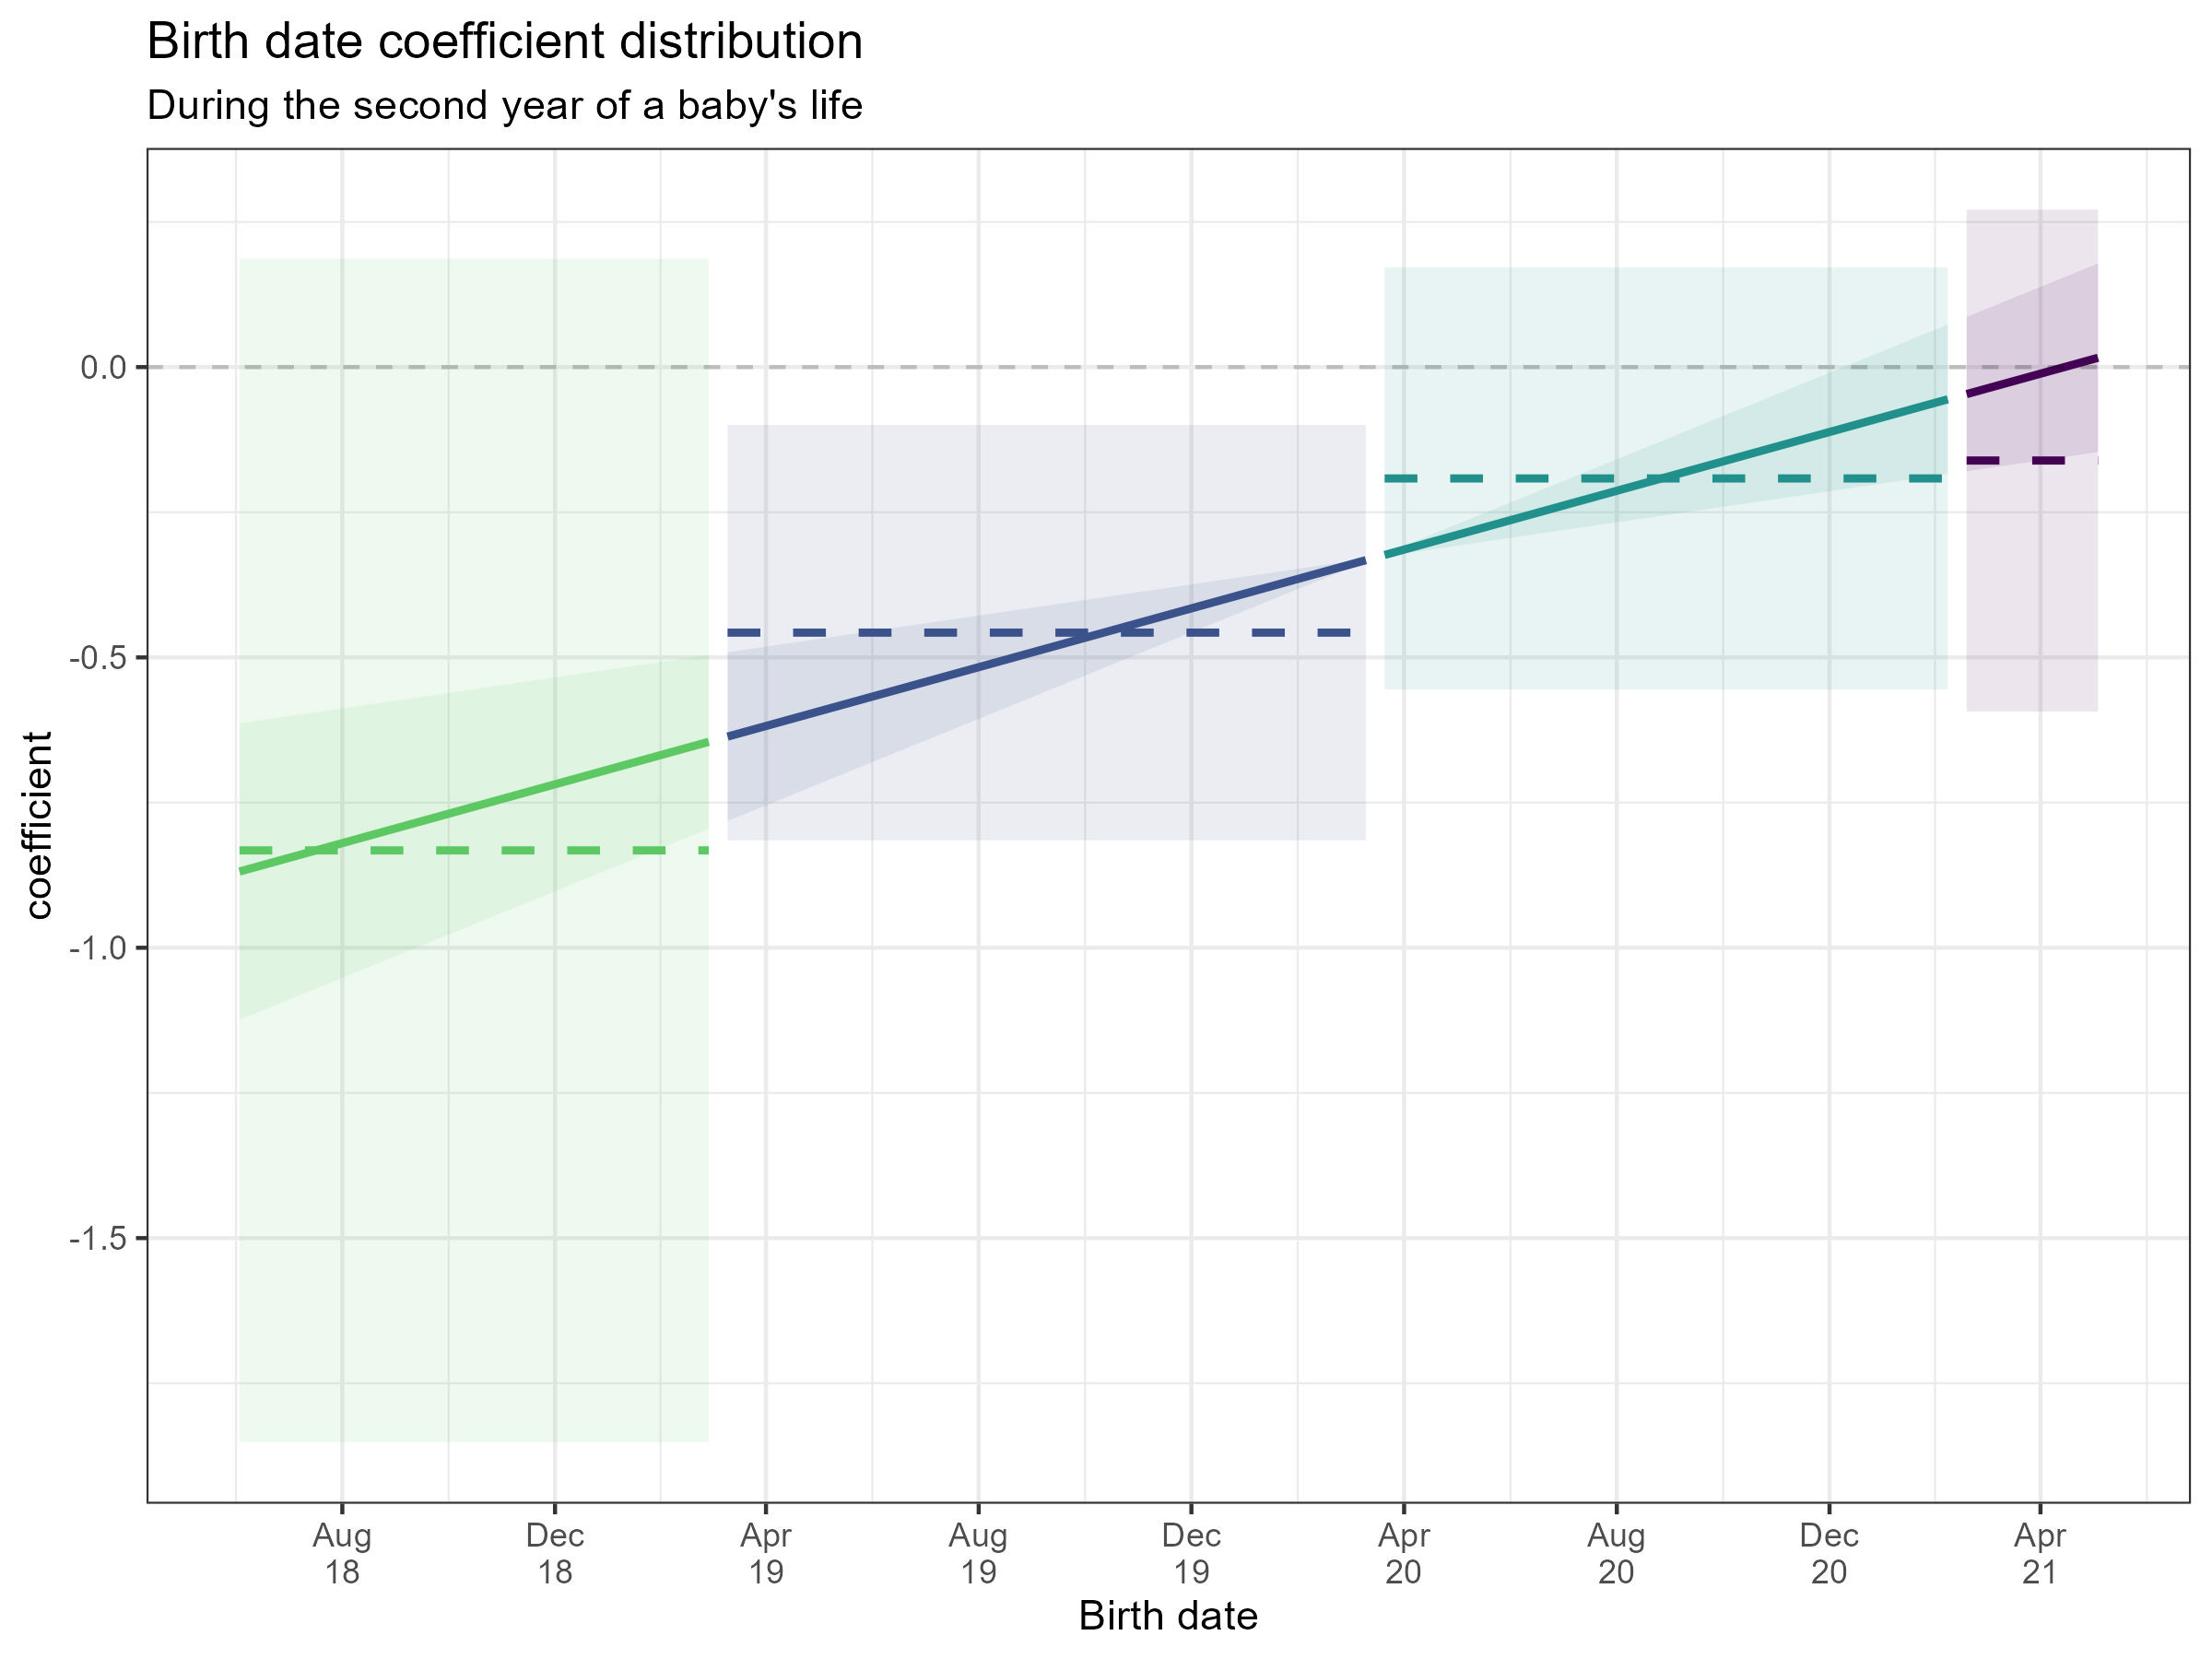 Birth date coefficient distribution
During the second year of a baby's life
coefficient
0.0
-0.5
-1.0
-1.5
Aug Dec Apr Aug Dec Apr Aug Dec Apr
18 18 19 19 19 20 20 20 21
Birth date